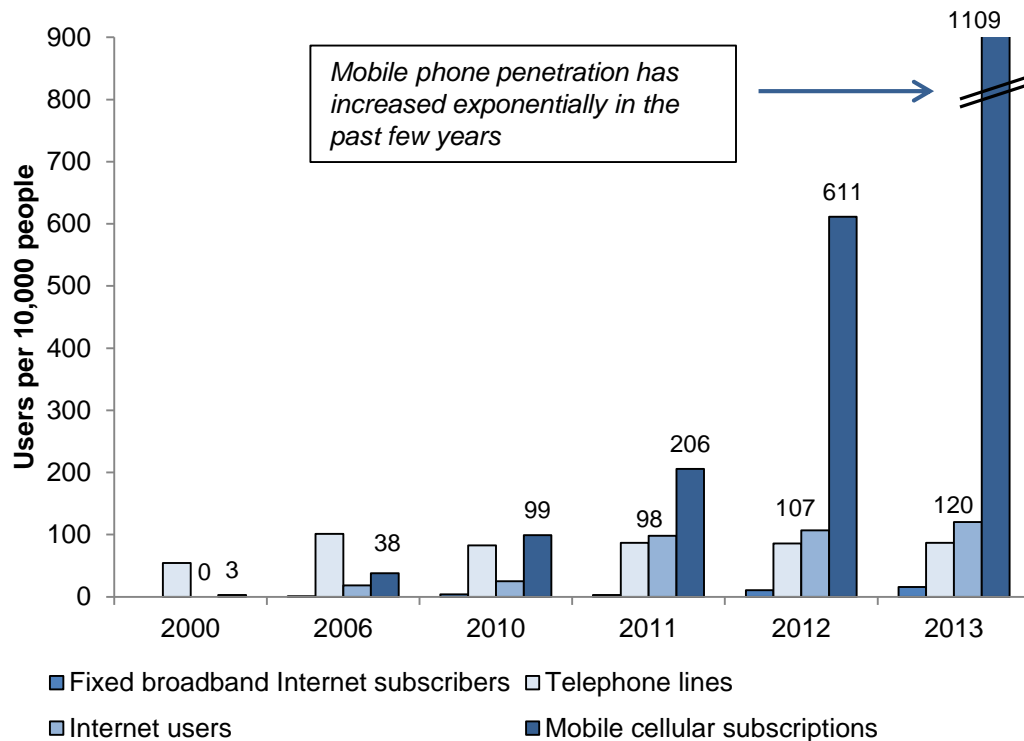 1109
900
Mobile phone penetration has
increased exponentially in the
past few years
800
700
611
600
500
400
300
206
200
99
98
107
120
100
38
0 3
0
Users per 10,000 people
2000 2006 2010 2011 2012 2013
Fixed broadband Internet subscribers Telephone lines
Internet users Mobile cellular subscriptions